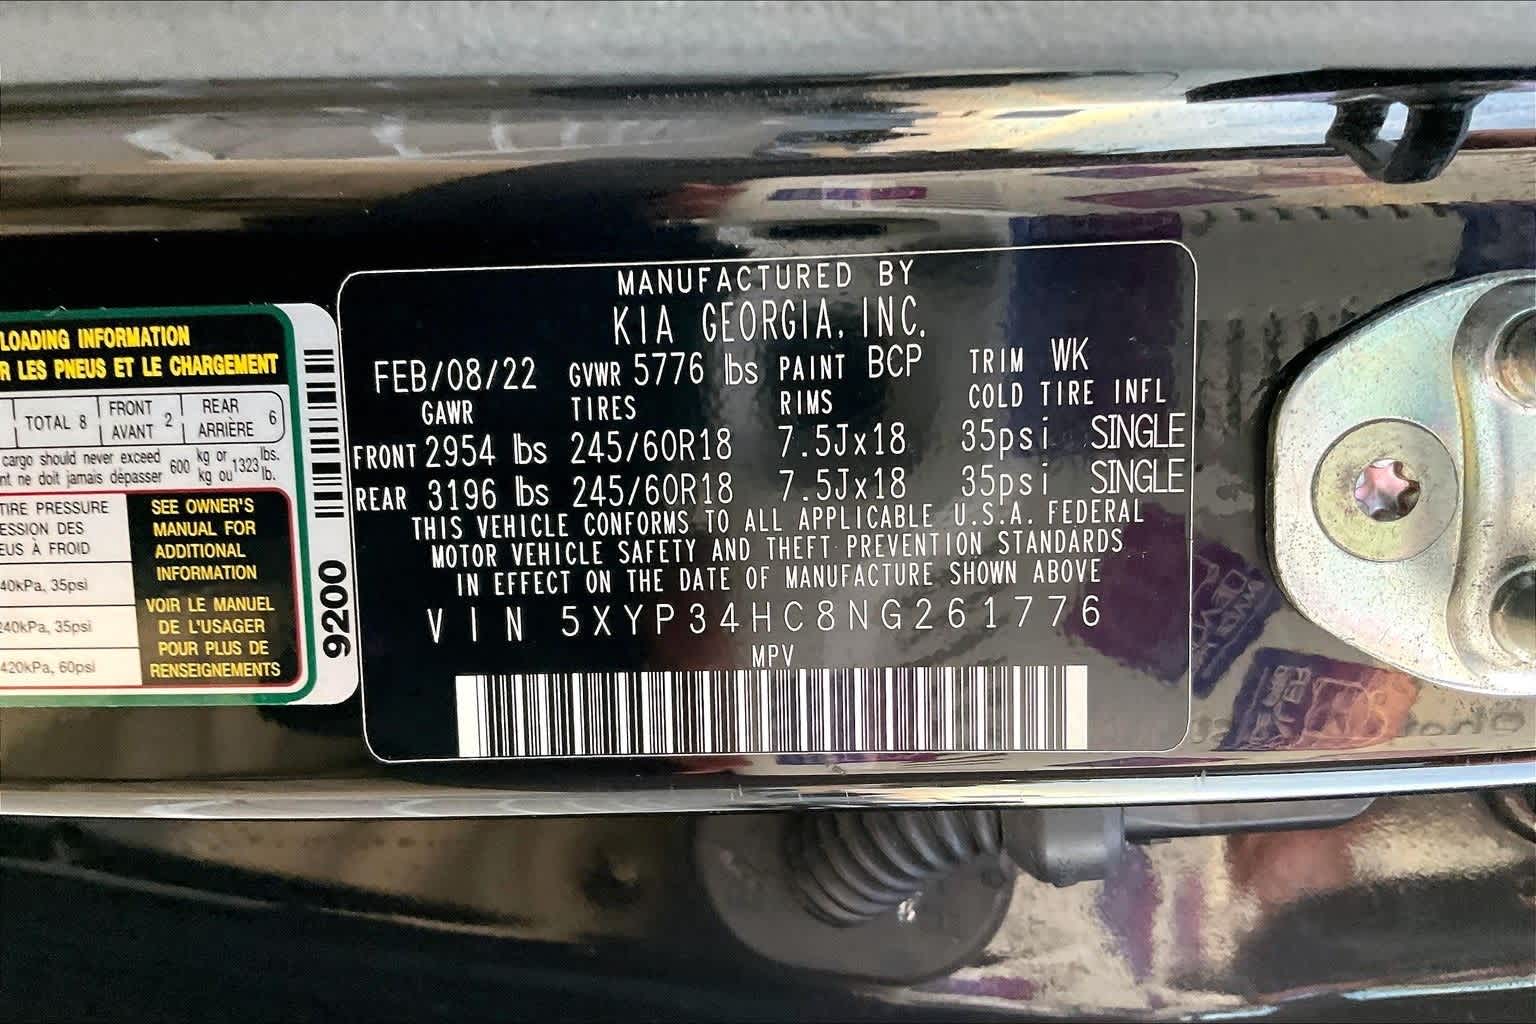 LOADING INFORMATION
R LES PNEUS ET LE CHARGEMENT
TOTAL 8
FRONT
AVANT 2
REAR
ARRIÈRE 6
cargo should never exceed
nt ne doit jamais dépasser
600 kg or 1323 lbs.
kg ou lb.
TIRE PRESSURE
ESSION DES
EUS À FROID
40kPa, 35psi
240kPa, 35psi
420kPa, 60psi
SEE OWNER'S
MANUAL FOR
ADDITIONAL
INFORMATION
VOIR LE MANUEL
DE L'USAGER
POUR PLUS DE
RENSEIGNEMENTS
9200
MANUFACTURED BY
KIA GEORGIA, INC.
FEB/08/22 GVWR 5776 lbs PAINT BCP TRIM WK
GAWR TIRES RIMS COLD TIRE INFL
FRONT 2954 lbs 245/60R18 7.5Jx18 35psi SINGLE
REAR 3196 lbs 245/60R18 7.5Jx18 35psi SINGLE
THIS VEHICLE CONFORMS TO ALL APPLICABLE U.S.A. FEDERAL
MOTOR VEHICLE SAFETY AND THEFT PREVENTION STANDARDS
IN EFFECT ON THE DATE OF MANUFACTURE SHOWN ABOVE
VIN 5XYP34HC8NG261776
MPV